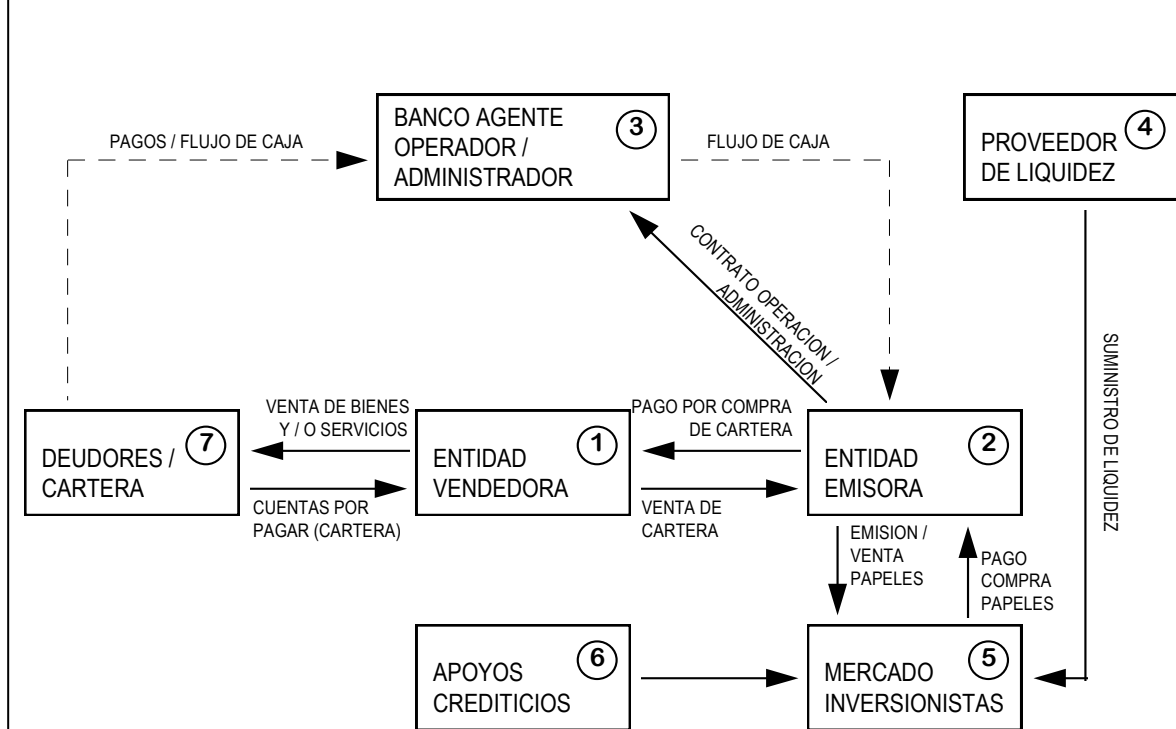 BANCO AGENTE
OPERADOR /
ADMINISTRADOR
3
PAGOS / FLUJO DE CAJA
FLUJO DE CAJA
PROVEEDOR
DE LIQUIDEZ
4
CONTRATO OPERACION /
ADMINISTRACION
SUMINISTRO DE LIQUIDEZ
DEUDORES /
CARTERA
7
VENTA DE BIENES
Y / O SERVICIOS
CUENTAS POR
PAGAR (CARTERA)
ENTIDAD
VENDEDORA
1
PAGO POR COMPRA
DE CARTERA
VENTA DE
CARTERA
ENTIDAD
EMISORA
2
EMISION /
VENTA
PAPELES
PAGO
COMPRA
PAPELES
APOYOS
CREDITICIOS
6
MERCADO
INVERSIONISTAS
5